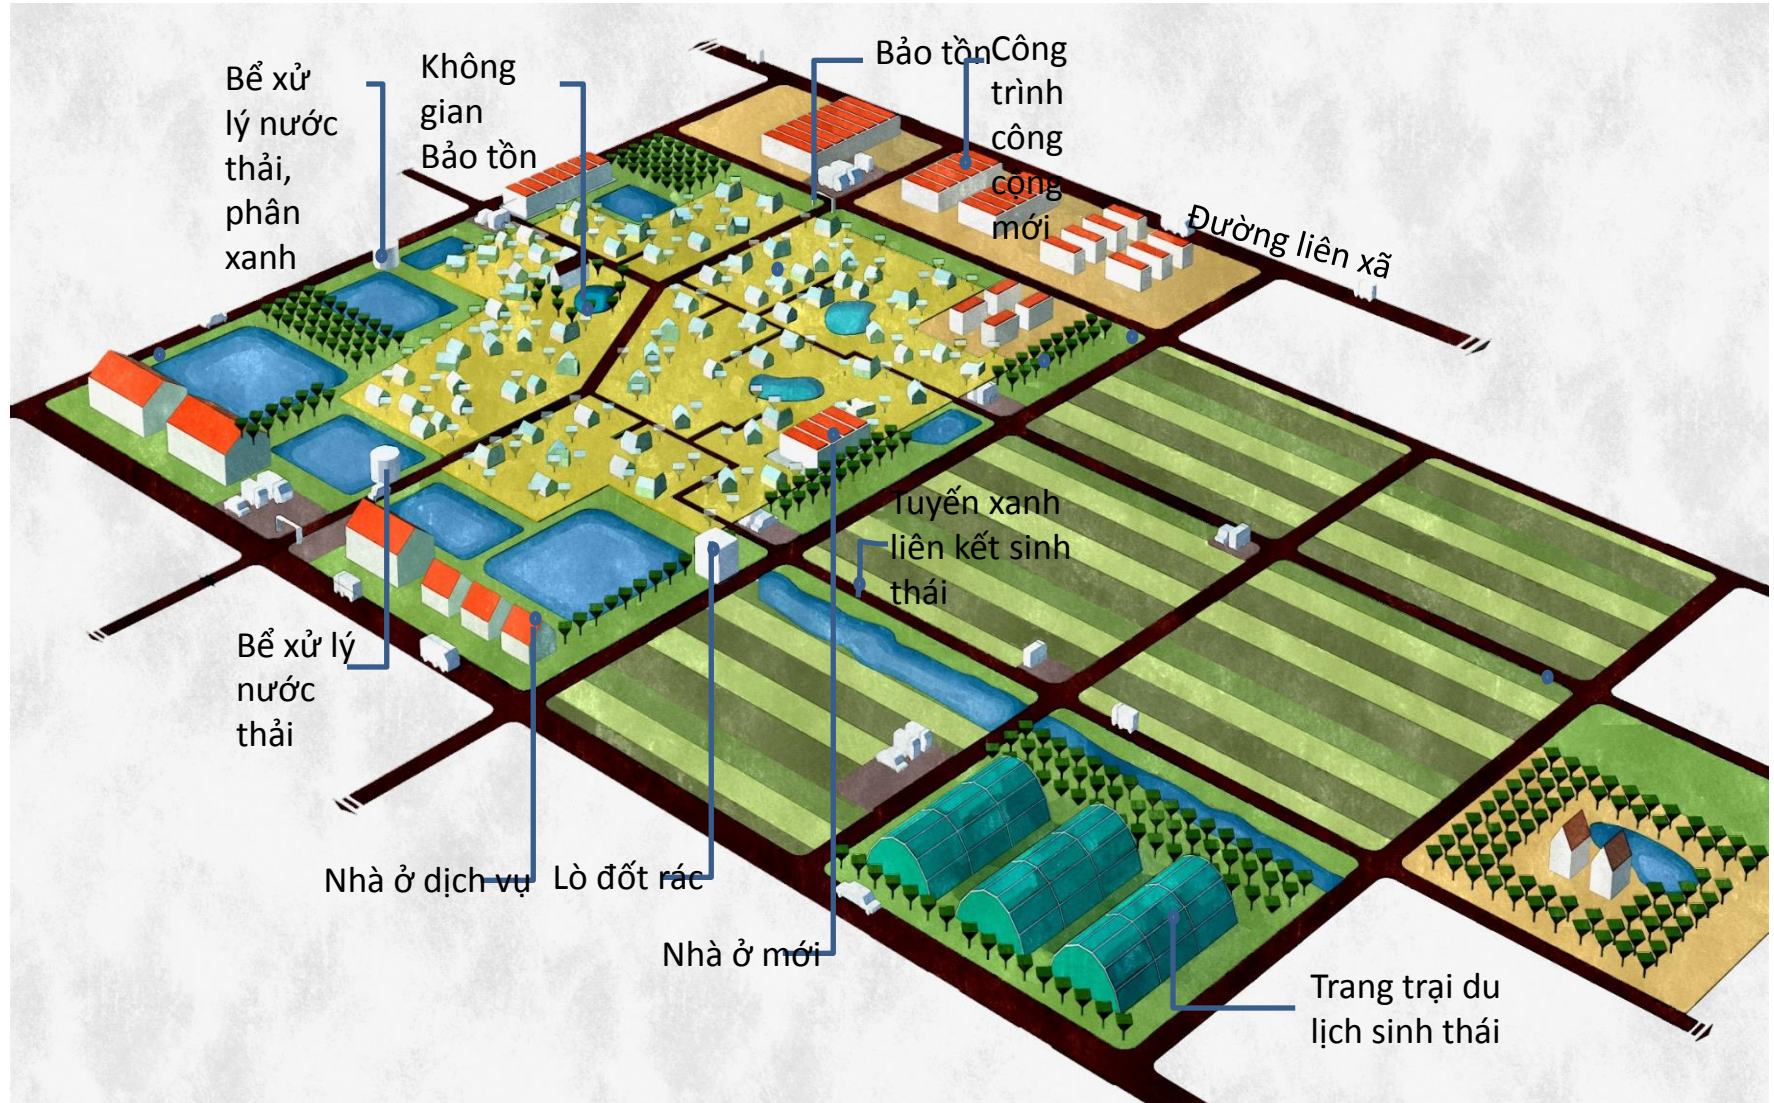 Bể xử
lý nước
thải,
phân
xanh
Không
gian
Bảo tồn
Bảo tồn
Công
trình
công
cộng
mới
Đường liên xã
Tuyến xanh
liên kết sinh
thái
Bể xử lý
nước
thải
Nhà ở dịch vụ
Lò đốt rác
Nhà ở mới
Trang trại du
lịch sinh thái